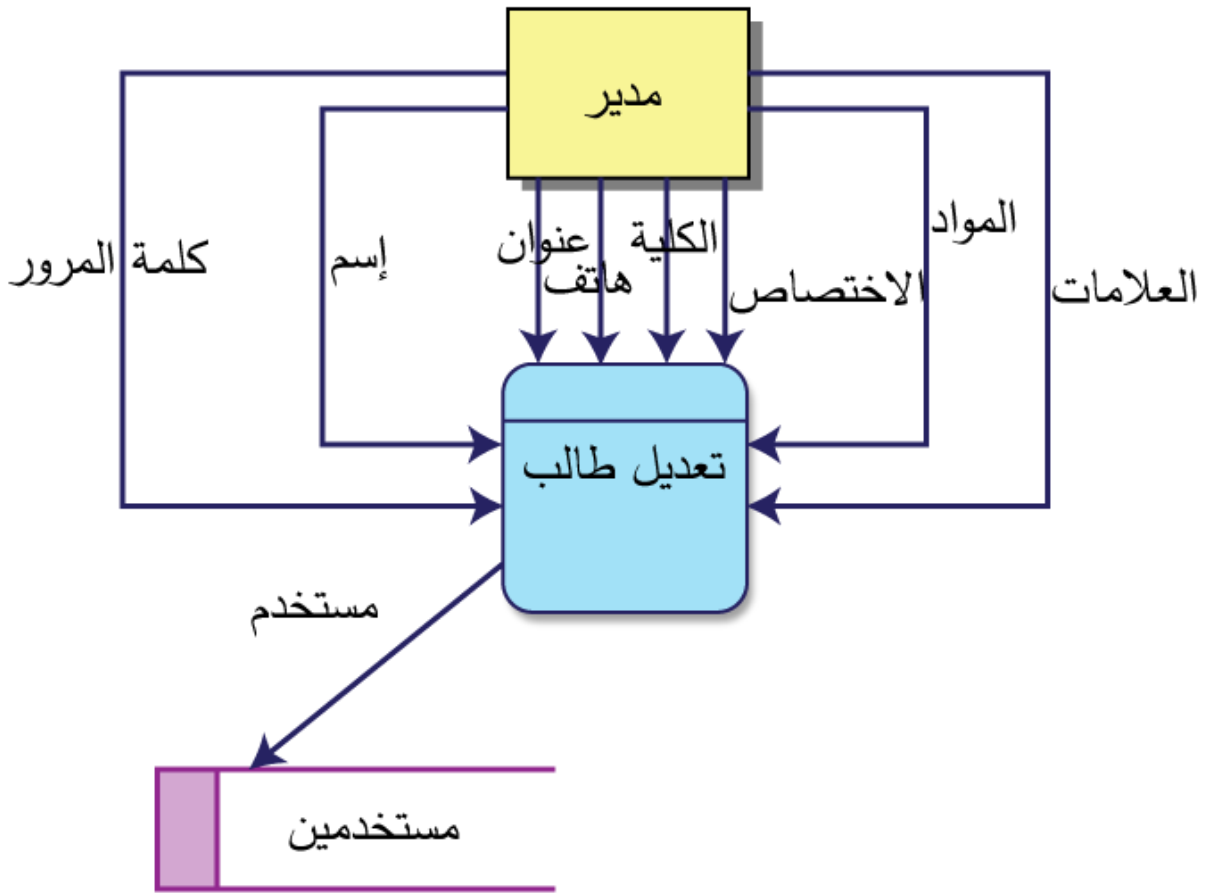 مدير
المواد
الكلية
عنوان
إسم
كلمة المرور
هاتف
الاختصاص
العلامات
تعديل طالب
مستخدم
مستخدمين